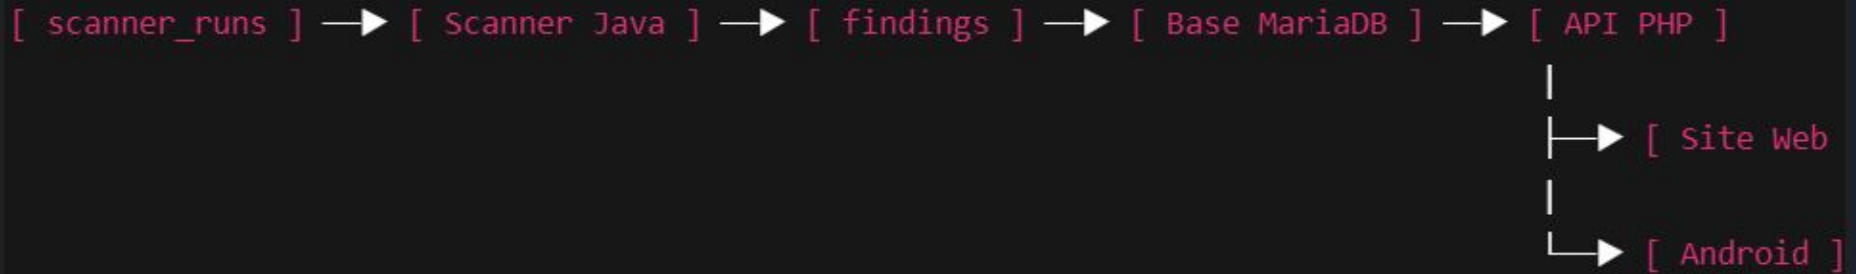 [ scanner_runs ] ──▶ [ Scanner Java ] ──▶ [ findings ] ──▶ [ Base MariaDB ] ──▶ [ API PHP ]
├──▶ [ Site Web
└──▶ [ Android ]